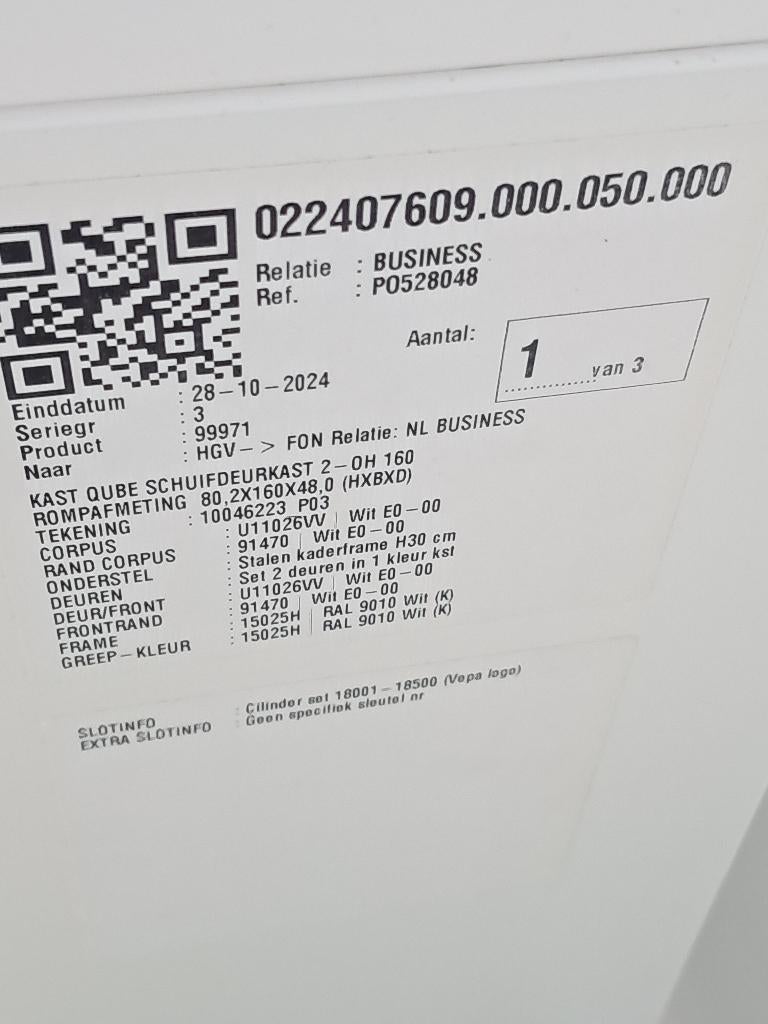 022407609.000.050.000
Relatie : BUSINESS
Ref. : PO528048
Aantal: 1 van 3
Einddatum : 28-10-2024
Seriegr : 3
Product : 99971
Naar : HGV-> FON Relatie: NL BUSINESS
KAST QUBE SCHUIFDEURKAST 2-OH 160
ROMPAFMETING 80,2X160X48,0 (HXBXD)
TEKENING : 10046223 P03
CORPUS : U11026VV | Wit E0-00
RAND CORPUS : 91470 | Wit E0-00
ONDERSTEL : Stalen kaderframe H30 cm
DEUREN : Set 2 deuren in 1 kleur kst
DEUR/FRONT : U11026VV | Wit E0-00
FRONTRAND : 91470 | Wit E0-00
FRAME : 15025H | RAL 9010 Wit (K)
GREEP-KLEUR : 15025H | RAL 9010 Wit (K)
SLOTINFO : Cilinder set 18001-18500 (Vepa logo)
EXTRA SLOTINFO : Geen specifiek sleutel nr